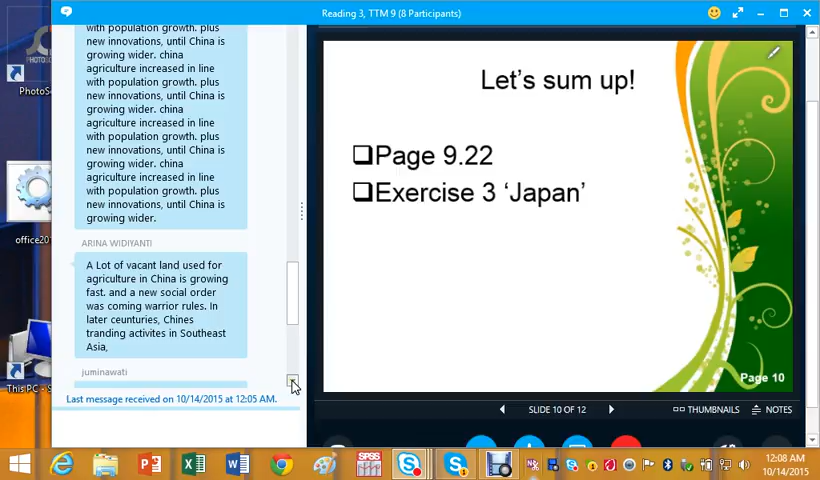 Reading 3, TTM 9 (8 Participants)
with population growth. plus
new innovations, until China is
growing wider. china
agriculture increased in line
with population growth. plus
new innovations, until China is
growing wider. china
agriculture increased in line
with population growth. plus
new innovations, until China is
growing wider. china
agriculture increased in line
with population growth. plus
new innovations, until China is
growing wider.
ARINA WIDIYANTI
A Lot of vacant land used for
agriculture in China is growing
fast. and a new social order
was coming warrior rules. In
later ceunturies, Chines
tranding activites in Southeast
Asia,
juminawati
Last message received on 10/14/2015 at 12:05 AM.
Let's sum up!
❑Page 9.22
❑Exercise 3 'Japan'
Page 10
SLIDE 10 OF 12
THUMBNAILS
NOTES
This PC - S
12:08 AM
10/14/2015